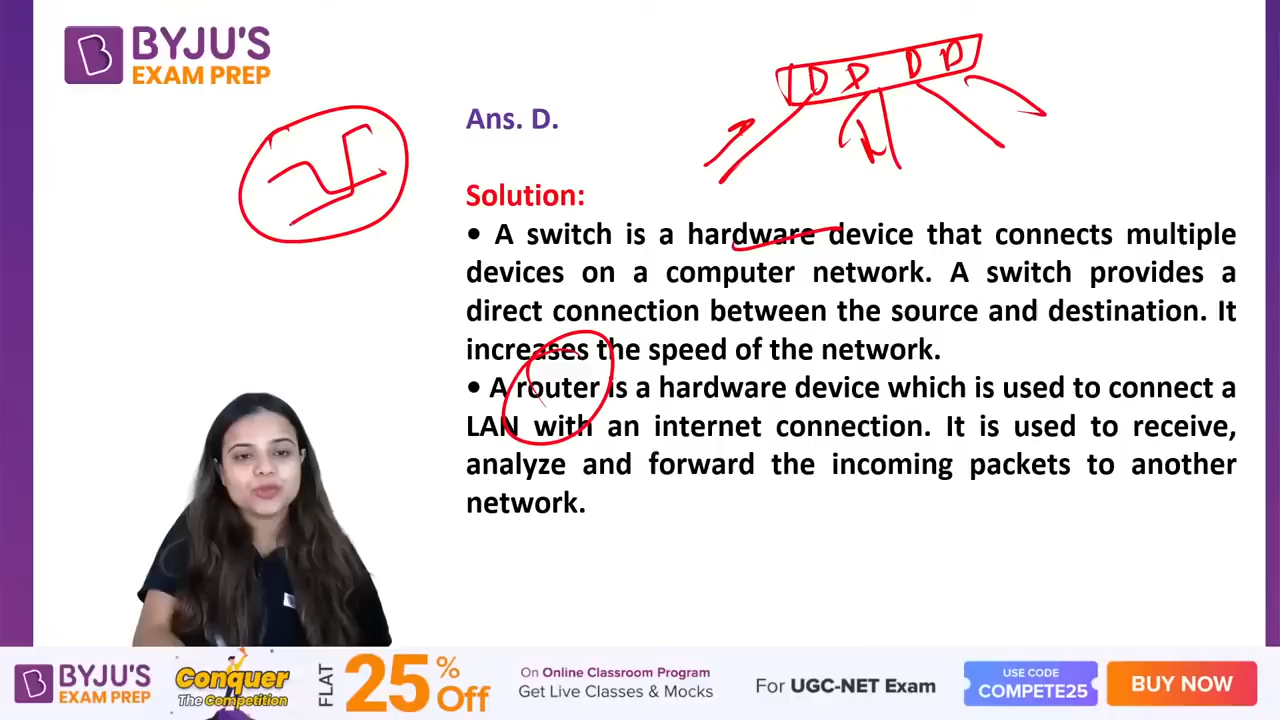 BYJU'S
EXAM PREP
Ans. D.
Solution:
• A switch is a hardware device that connects multiple
devices on a computer network. A switch provides a
direct connection between the source and destination. It
increases the speed of the network.
• A router is a hardware device which is used to connect a
LAN with an internet connection. It is used to receive,
analyze and forward the incoming packets to another
network.
BYJU'S
EXAM PREP
Conquer
The Competition
FLAT
25%
Off
On Online Classroom Program
Get Live Classes & Mocks
For UGC-NET Exam
USE CODE
COMPETE25
BUY NOW